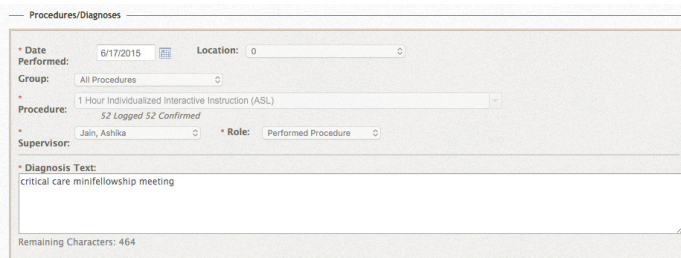 Procedures/Diagnoses
* Date Performed: 6/17/2015 Location: 0
Group: All Procedures
* Procedure: 1 Hour Individualized Interactive Instruction (ASL)
52 Logged 52 Confirmed
* Supervisor: Jain, Ashika * Role: Performed Procedure
* Diagnosis Text:
critical care minifellowship meeting
Remaining Characters: 464